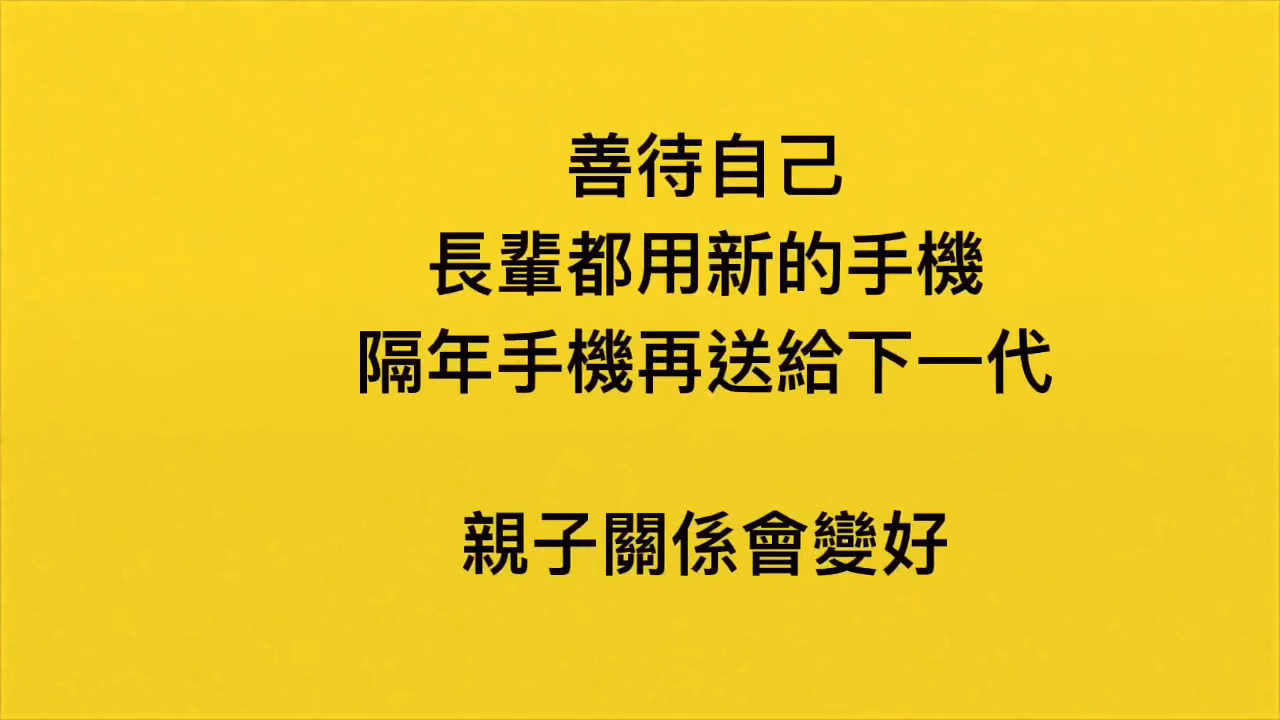 善待自己
長輩都用新的手機
隔年手機再送給下一代
親子關係會變好